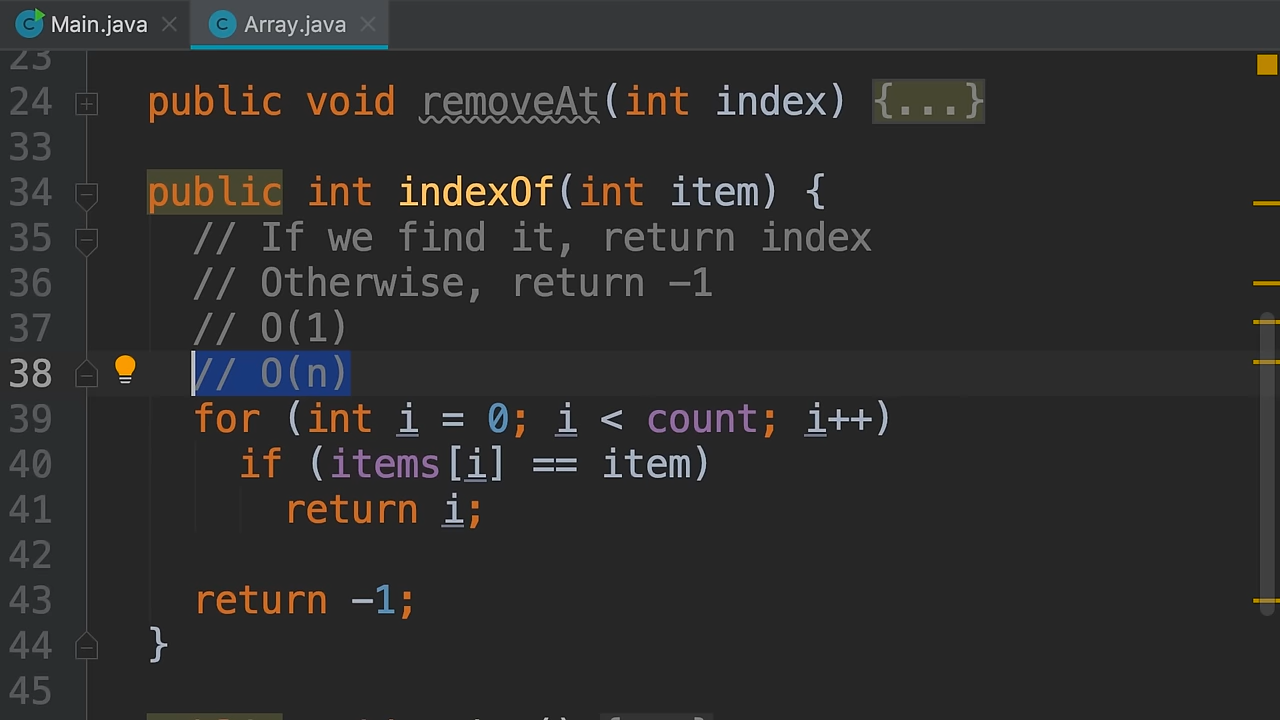 Main.java Array.java
23
24 public void removeAt(int index) {...}
33
34 public int indexOf(int item) {
35 // If we find it, return index
36 // Otherwise, return -1
37 // O(1)
38 // O(n)
39 for (int i = 0; i < count; i++)
40 if (items[i] == item)
41 return i;
42
43 return -1;
44 }
45